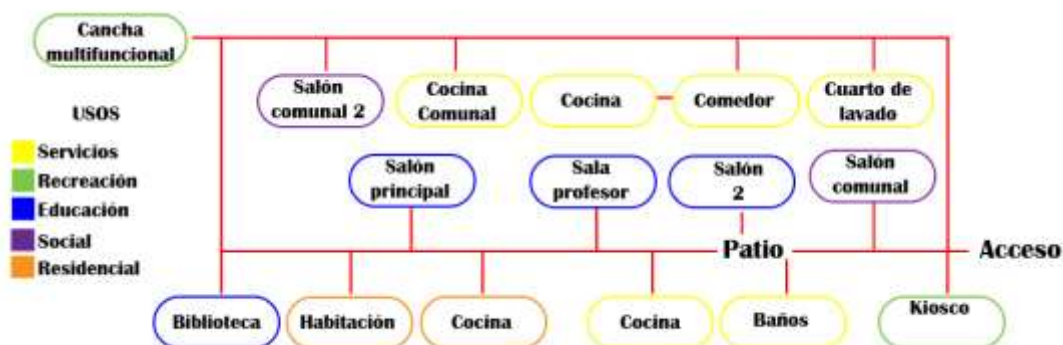 Cancha
multifuncional
Salón
comunal 2
Cocina
Comunal
Cocina
Comedor
Cuarto de
lavado
USOS
Servicios
Recreación
Educación
Social
Residencial
Salón
principal
Sala
profesor
Salón
2
Salón
comunal
Patio
Acceso
Biblioteca
Habitación
Cocina
Cocina
Baños
Kiosco